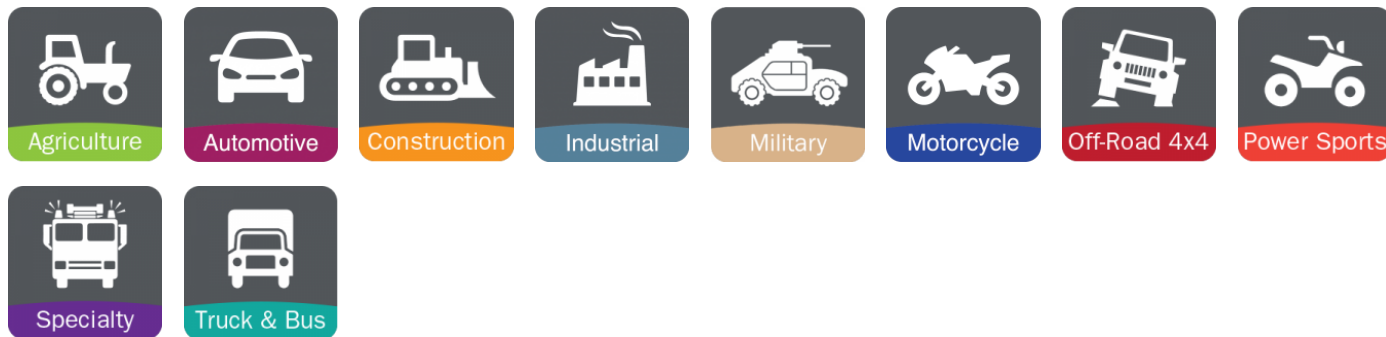 Agriculture
Automotive
Construction
Industrial
Military
Motorcycle
Off-Road 4x4
Power Sports
Specialty
Truck & Bus